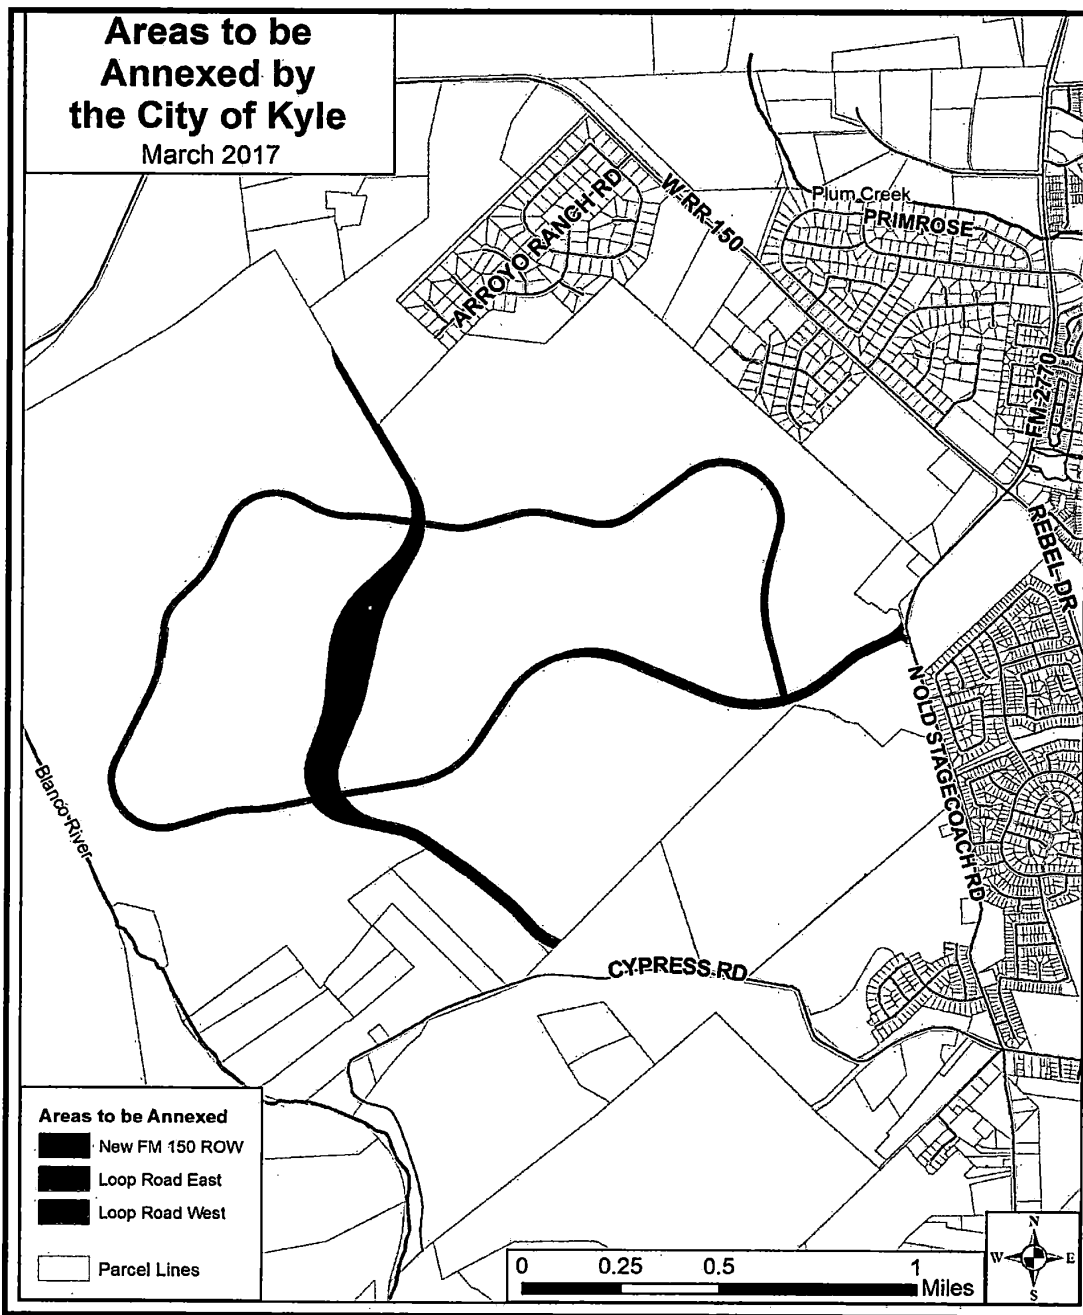 Areas to be
Annexed by
the City of Kyle
March 2017
ARROYO RANCH RD
W RR 150
Plum Creek
PRIMROSE
FM 2770
REBEL DR
N OLD STAGECOACH RD
Blanco River
CYPRESS RD
Areas to be Annexed
New FM 150 ROW
Loop Road East
Loop Road West
Parcel Lines
0 0.25 0.5 1
Miles
N
W E
S